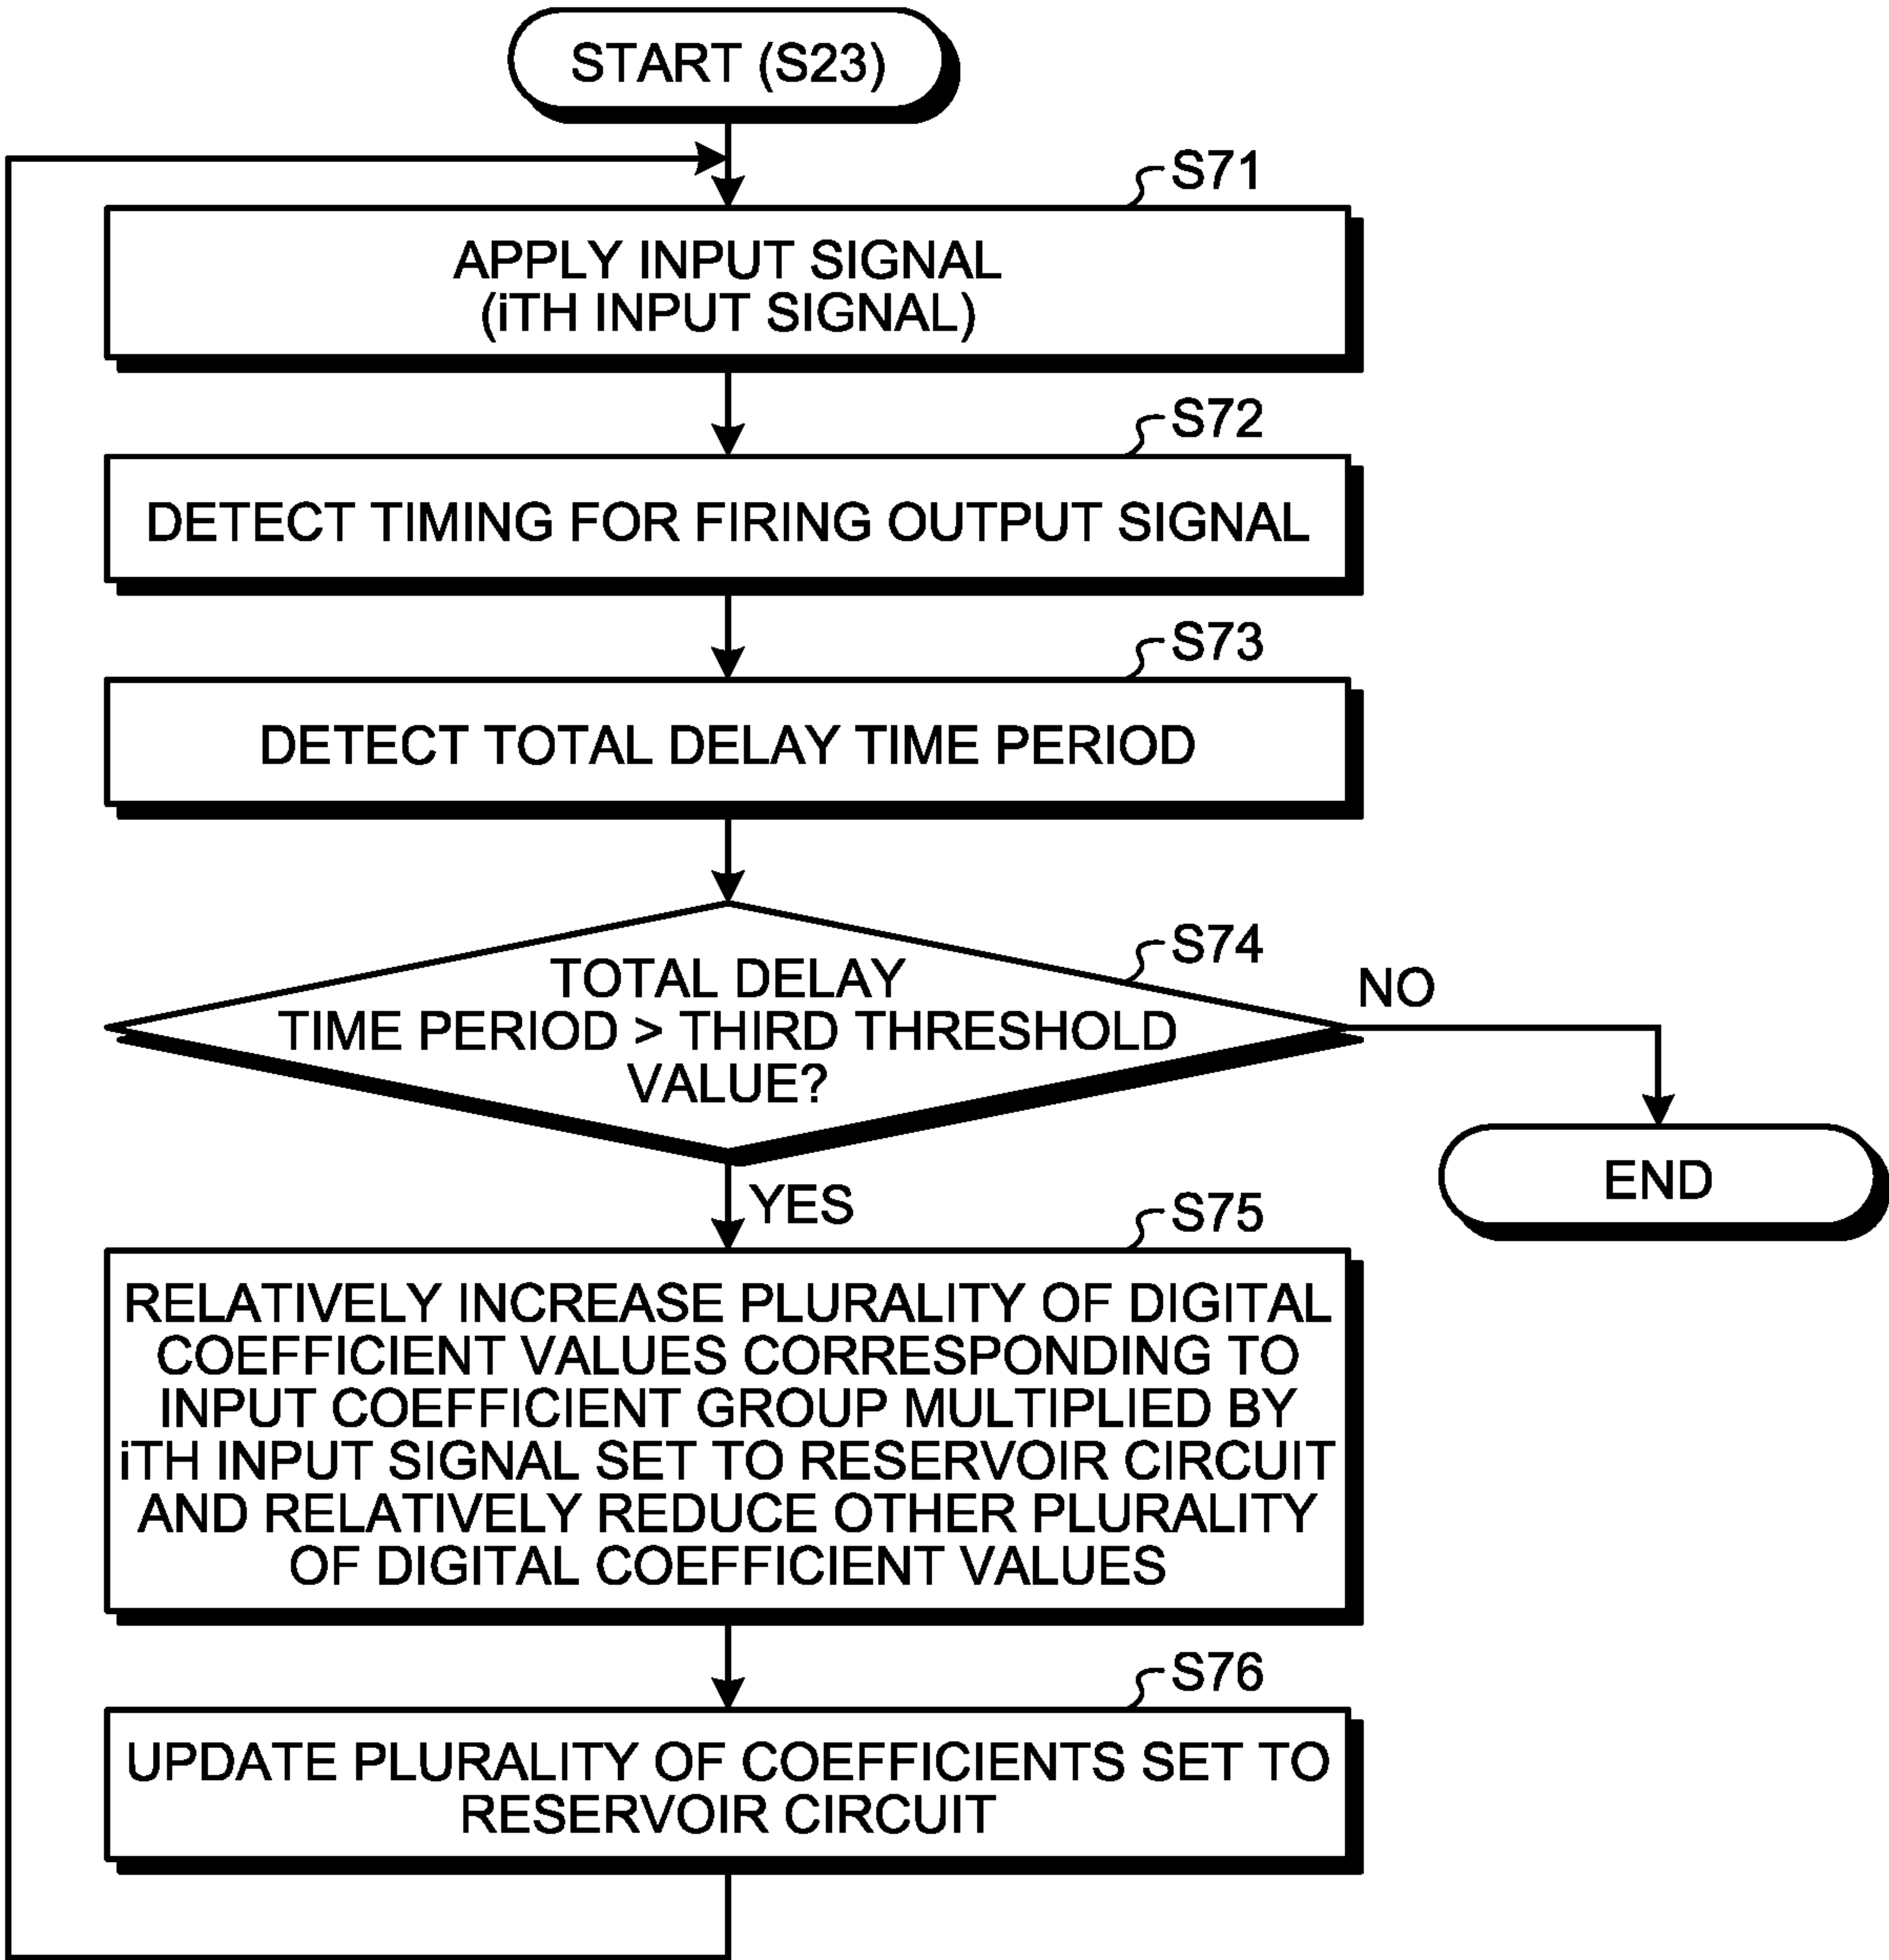 START (S23)
S71
APPLY INPUT SIGNAL
(iTH INPUT SIGNAL)
S72
DETECT TIMING FOR FIRING OUTPUT SIGNAL
S73
DETECT TOTAL DELAY TIME PERIOD
S74
TOTAL DELAY
TIME PERIOD > THIRD THRESHOLD
VALUE?
NO
END
YES
S75
RELATIVELY INCREASE PLURALITY OF DIGITAL
COEFFICIENT VALUES CORRESPONDING TO
INPUT COEFFICIENT GROUP MULTIPLIED BY
iTH INPUT SIGNAL SET TO RESERVOIR CIRCUIT
AND RELATIVELY REDUCE OTHER PLURALITY
OF DIGITAL COEFFICIENT VALUES
S76
UPDATE PLURALITY OF COEFFICIENTS SET TO
RESERVOIR CIRCUIT